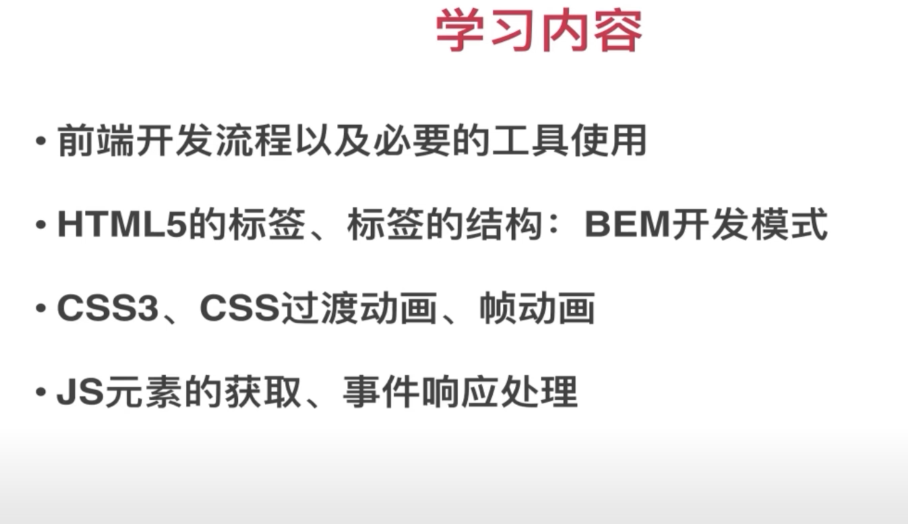 学习内容
• 前端开发流程以及必要的工具使用
• HTML5的标签、标签的结构：BEM开发模式
• CSS3、CSS过渡动画、帧动画
• JS元素的获取、事件响应处理